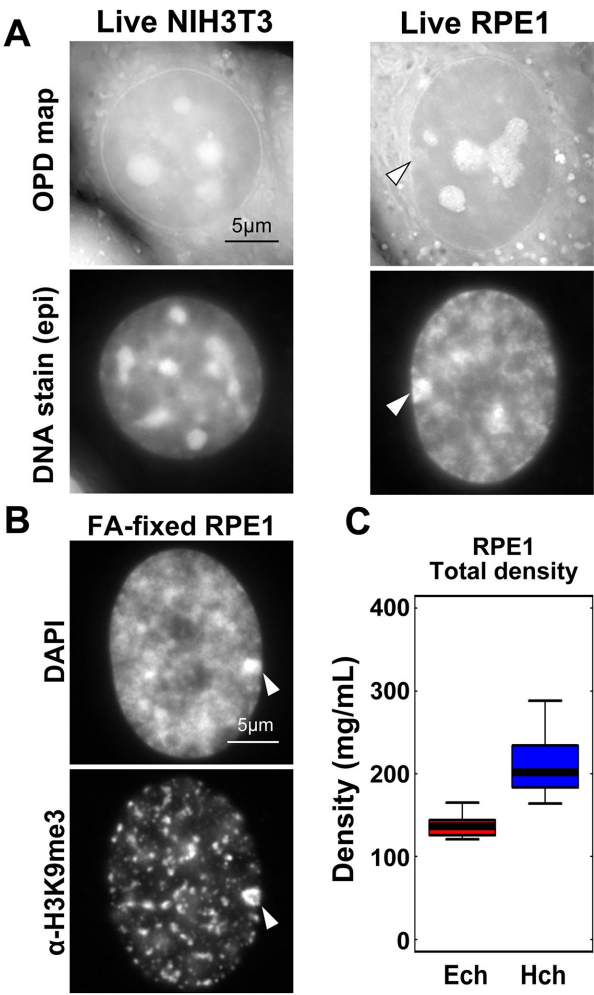 A
Live NIH3T3
Live RPE1
OPD map
5μm
DNA stain (epi)
B
FA-fixed RPE1
DAPI
5μm
α-H3K9me3
C
RPE1
Total density
Density (mg/mL)
400
300
200
100
0
Ech
Hch